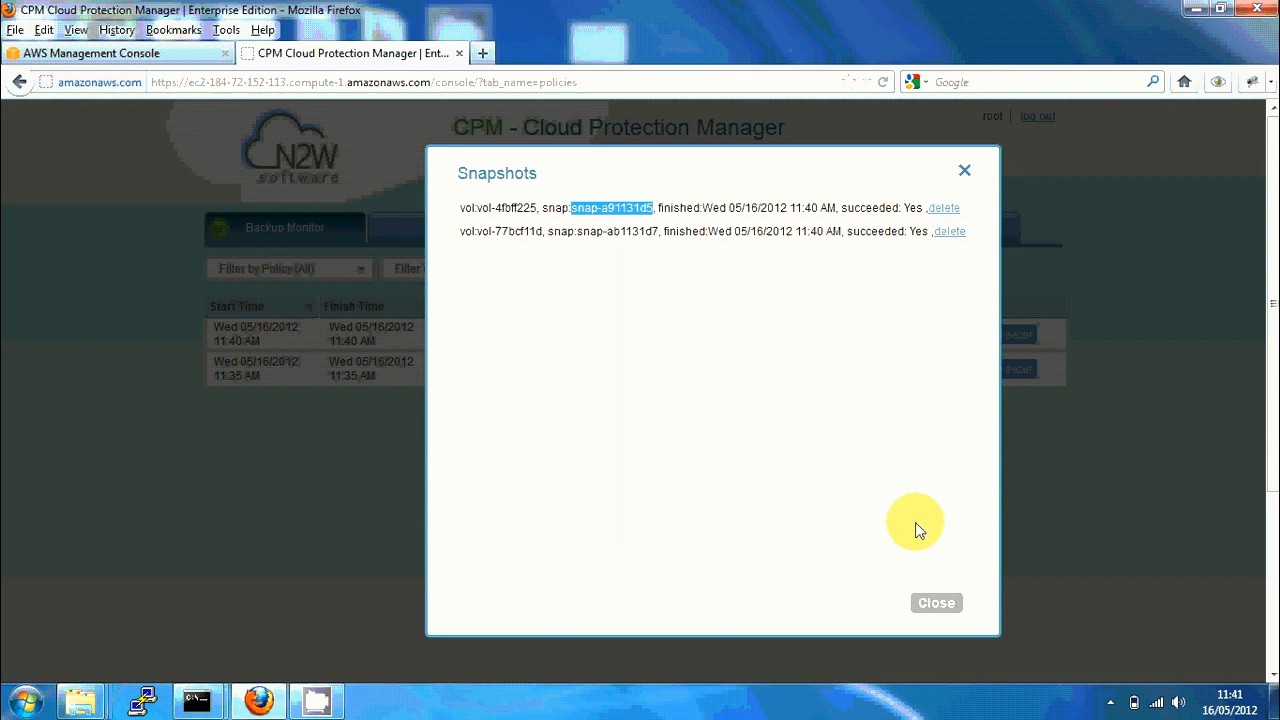 CPM Cloud Protection Manager | Enterprise Edition - Mozilla Firefox
File Edit View History Bookmarks Tools Help
AWS Management Console
CPM Cloud Protection Manager | Ent...
amazonaws.com
https://ec2-184-72-152-113.compute-1.amazonaws.com/console/?tab_name=policies
Google
N2W
software
CPM - Cloud Protection Manager
root | log out
Snapshots
vol:vol-4fbff225, snap:snap-a91131d5, finished:Wed 05/16/2012 11:40 AM, succeeded: Yes ,delete
vol:vol-77bcf11d, snap:snap-ab1131d7, finished:Wed 05/16/2012 11:40 AM, succeeded: Yes ,delete
Backup Monitor
Filter by Policy (All)
Filter
Start Time
Finish Time
Wed 05/16/2012
11:40 AM
Wed 05/16/2012
11:40 AM
Wed 05/16/2012
11:35 AM
Wed 05/16/2012
11:35 AM
Close
11:41
16/05/2012